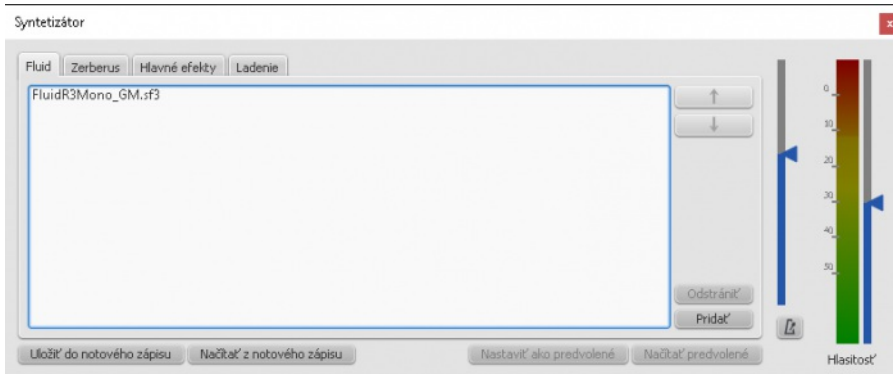 Syntetizátor
x
Fluid Zerberus Hlavné efekty Ladenie
FluidR3Mono_GM.sf3
Odstrániť
Pridať
Uložiť do notového zápisu Načítať z notového zápisu Nastaviť ako predvolené Načítať predvolené
0
10
20
30
40
50
Hlasitosť